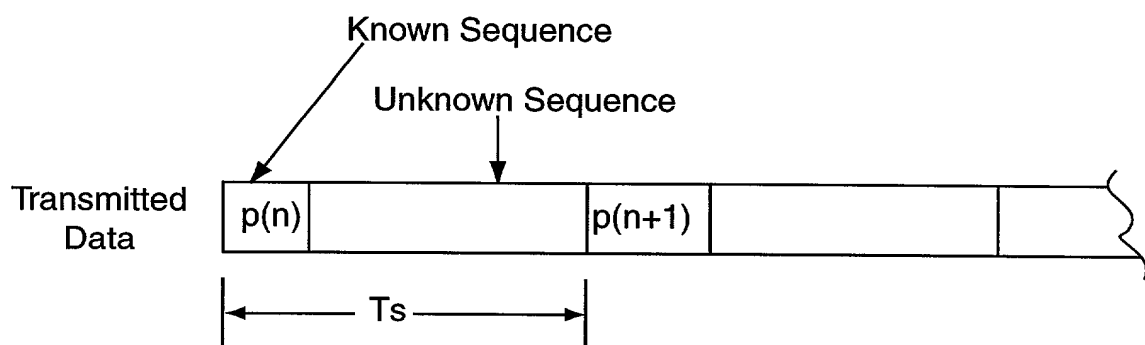 Known Sequence
Unknown Sequence
Transmitted
Data
p(n)
p(n+1)
Ts